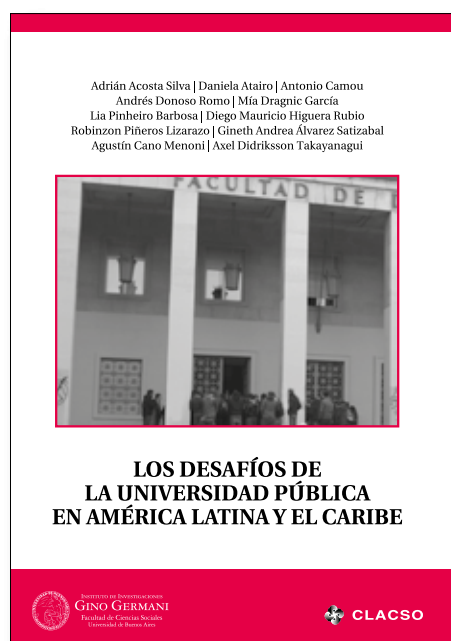 Adrián Acosta Silva | Daniela Atairo | Antonio Camou
Andrés Donoso Romo | Mía Dragnic García
Lia Pinheiro Barbosa | Diego Mauricio Higuera Rubio
Robinzon Piñeros Lizarazo | Gineth Andrea Álvarez Satizabal
Agustín Cano Menoni | Axel Didriksson Takayanagui
FACULTAD DE
LOS DESAFÍOS DE
LA UNIVERSIDAD PÚBLICA
EN AMÉRICA LATINA Y EL CARIBE
INSTITUTO DE INVESTIGACIONES
GINO GERMANI
Facultad de Ciencias Sociales
Universidad de Buenos Aires
CLACSO